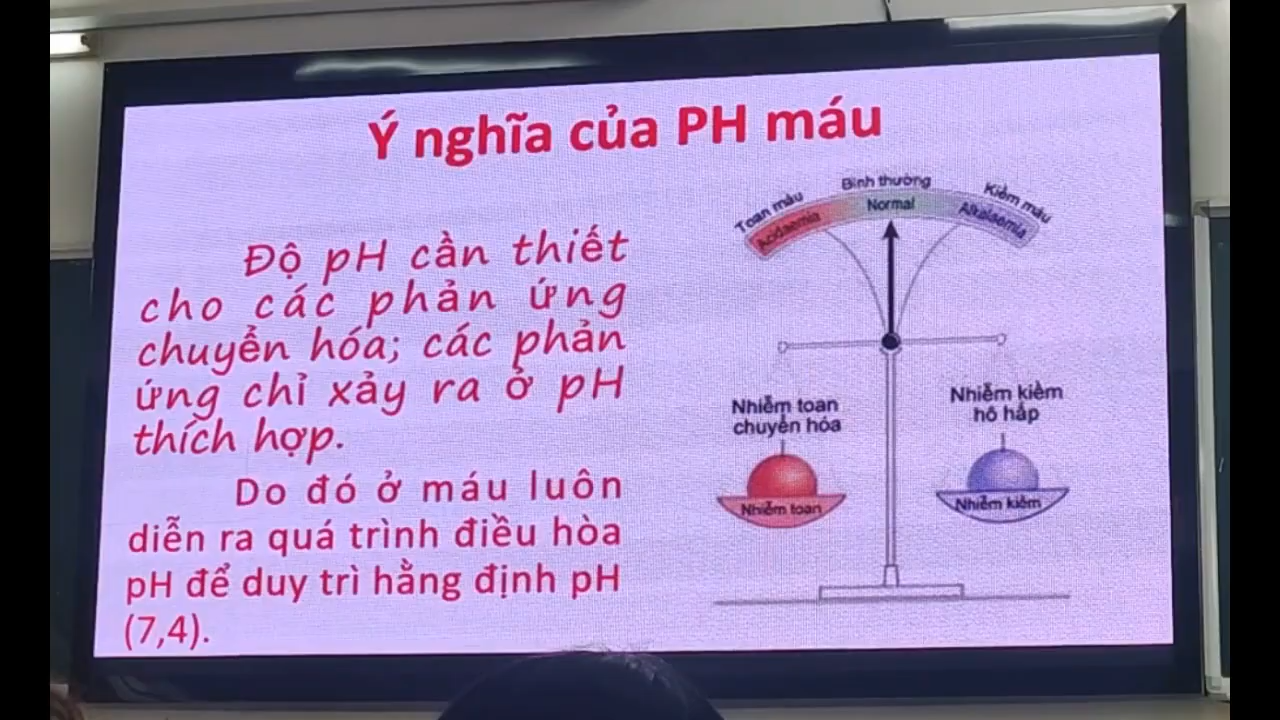 Ý nghĩa của PH máu
Độ pH cần thiết
cho các phản ứng
chuyển hóa; các phản
ứng chỉ xảy ra ở pH
thích hợp.
Do đó ở máu luôn
diễn ra quá trình điều hòa
pH để duy trì hằng định pH
(7,4).
Toan máu
Bình thường
Kiềm máu
Acidaemia
Normal
Alkalaemia
Nhiễm toan
chuyển hóa
Nhiễm kiềm
hô hấp
Nhiễm toan
Nhiễm kiềm